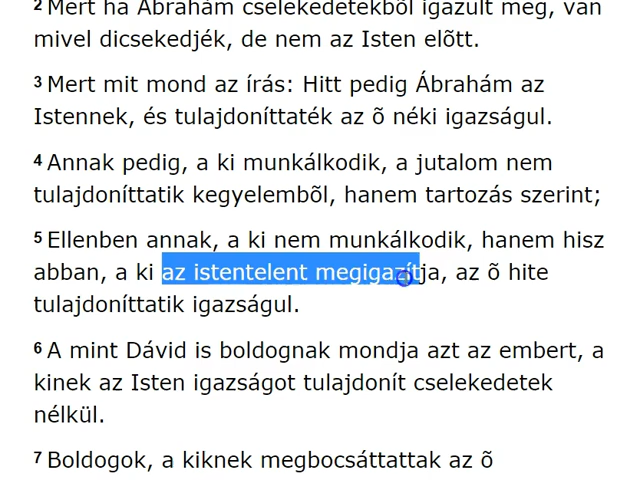 2 Mert ha Ábrahám cselekedetekbõl igazult meg, van
mivel dicsekedjék, de nem az Isten elõtt.
3 Mert mit mond az írás: Hitt pedig Ábrahám az
Istennek, és tulajdoníttaték az õ néki igazságul.
4 Annak pedig, a ki munkálkodik, a jutalom nem
tulajdoníttatik kegyelembõl, hanem tartozás szerint;
5 Ellenben annak, a ki nem munkálkodik, hanem hisz
abban, a ki az istentelent megigazítja, az õ hite
tulajdoníttatik igazságul.
6 A mint Dávid is boldognak mondja azt az embert, a
kinek az Isten igazságot tulajdonít cselekedetek
nélkül.
7 Boldogok, a kiknek megbocsáttattak az õ